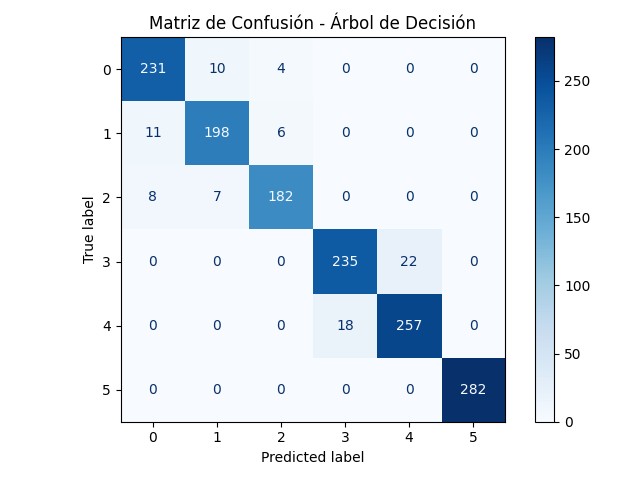 Matriz de Confusión - Árbol de Decisión
0 231 10 4 0 0 0
1 11 198 6 0 0 0
2 8 7 182 0 0 0
3 0 0 0 235 22 0
4 0 0 0 18 257 0
5 0 0 0 0 0 282
0 1 2 3 4 5
True label
Predicted label
250
200
150
100
50
0